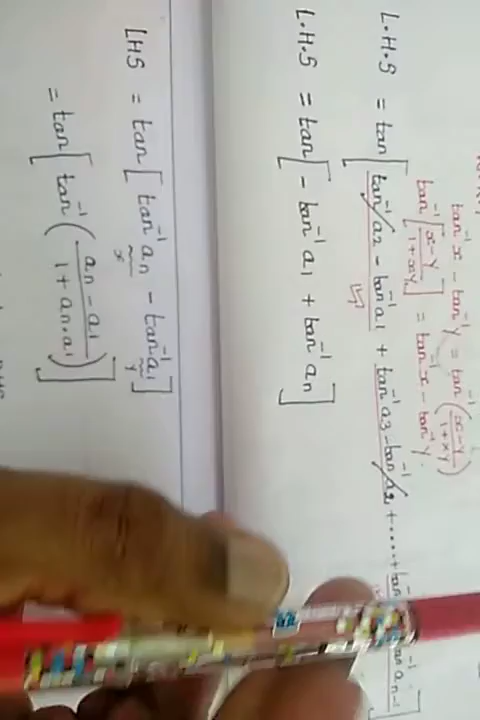 tan⁻¹x - tan⁻¹y = tan⁻¹(x-y/1+xy)
tan⁻¹[x-y/1+xy] = tan⁻¹x - tan⁻¹y.
L.H.S = tan[tan⁻¹a2 - tan⁻¹a1 + tan⁻¹a3 - tan⁻¹a2 + ..... + tan⁻¹
L.H.S = tan[- tan⁻¹a1 + tan⁻¹an]
LHS = tan[tan⁻¹an - tan⁻¹a1]
x y
= tan[tan⁻¹(an - a1/1 + an.a1)]